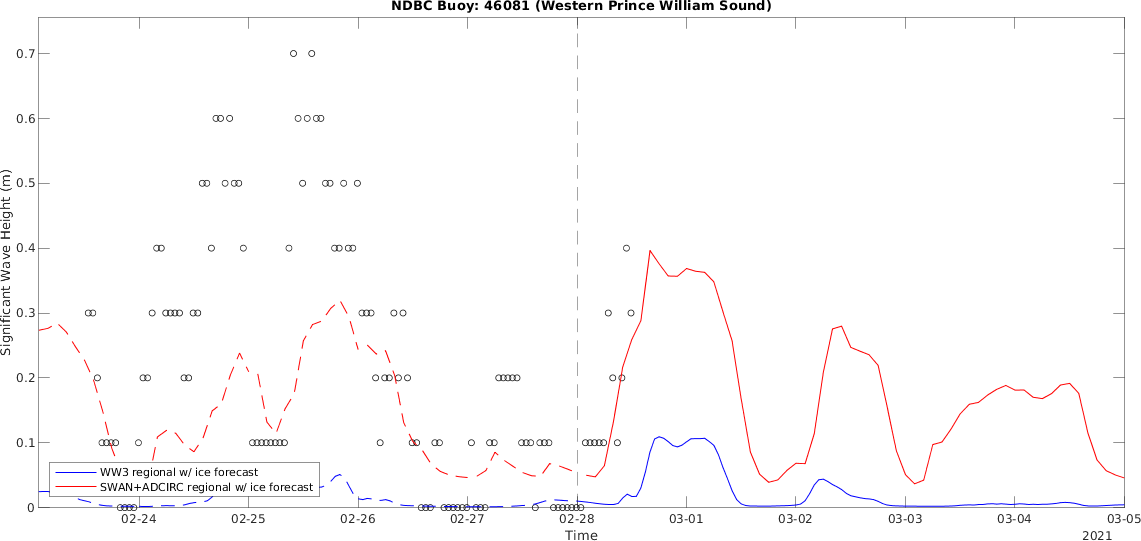 NDBC Buoy: 46081 (Western Prince William Sound)
0.7
0.6
0.5
0.4
0.3
0.2
0.1
0
Significant Wave Height (m)
WW3 regional w/ ice forecast
SWAN+ADCIRC regional w/ ice forecast
02-24 02-25 02-26 02-27 02-28 03-01 03-02 03-03 03-04 03-05
Time
2021